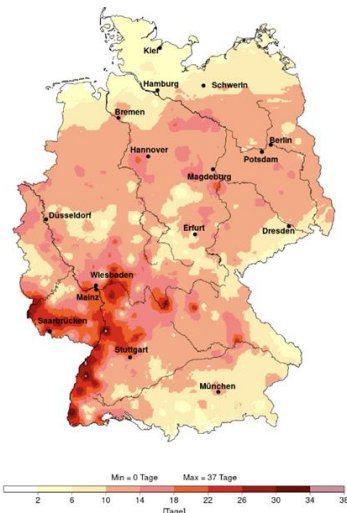 Kiel
Hamburg
Schwerin
Bremen
Berlin
Hannover
Potsdam
Magdeburg
Düsseldorf
Erfurt
Dresden
Wiesbaden
Mainz
Saarbrücken
Stuttgart
München
Min = 0 Tage Max = 37 Tage
2 6 10 14 18 22 26 30 34 38
[Tage]